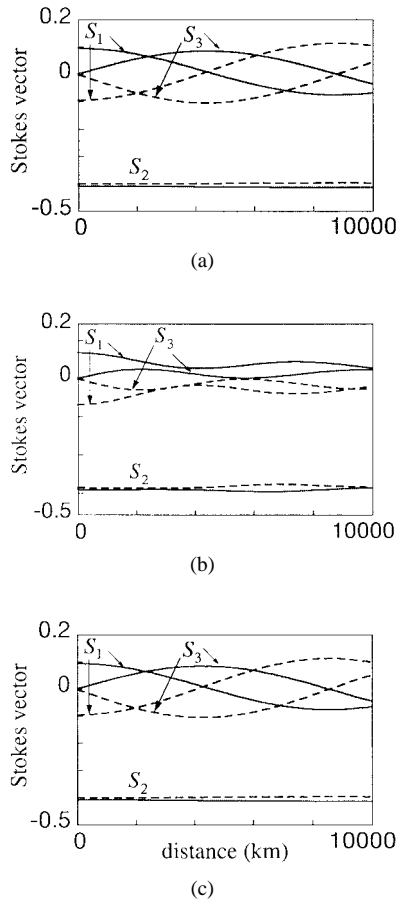 0.2
S1
S3
0
Stokes vector
S2
-0.5
0
10000
(a)
0.2
S1
S3
0
Stokes vector
S2
-0.5
0
10000
(b)
0.2
S1
S3
0
Stokes vector
S2
-0.5
0
distance (km)
10000
(c)